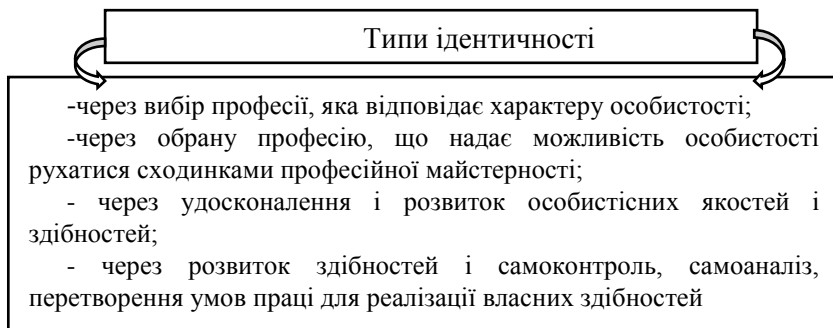 Типи ідентичності
-через вибір професії, яка відповідає характеру особистості;
-через обрану професію, що надає можливість особистості
рухатися сходинками професійної майстерності;
- через удосконалення і розвиток особистісних якостей і
здібностей;
- через розвиток здібностей і самоконтроль, самоаналіз,
перетворення умов праці для реалізації власних здібностей